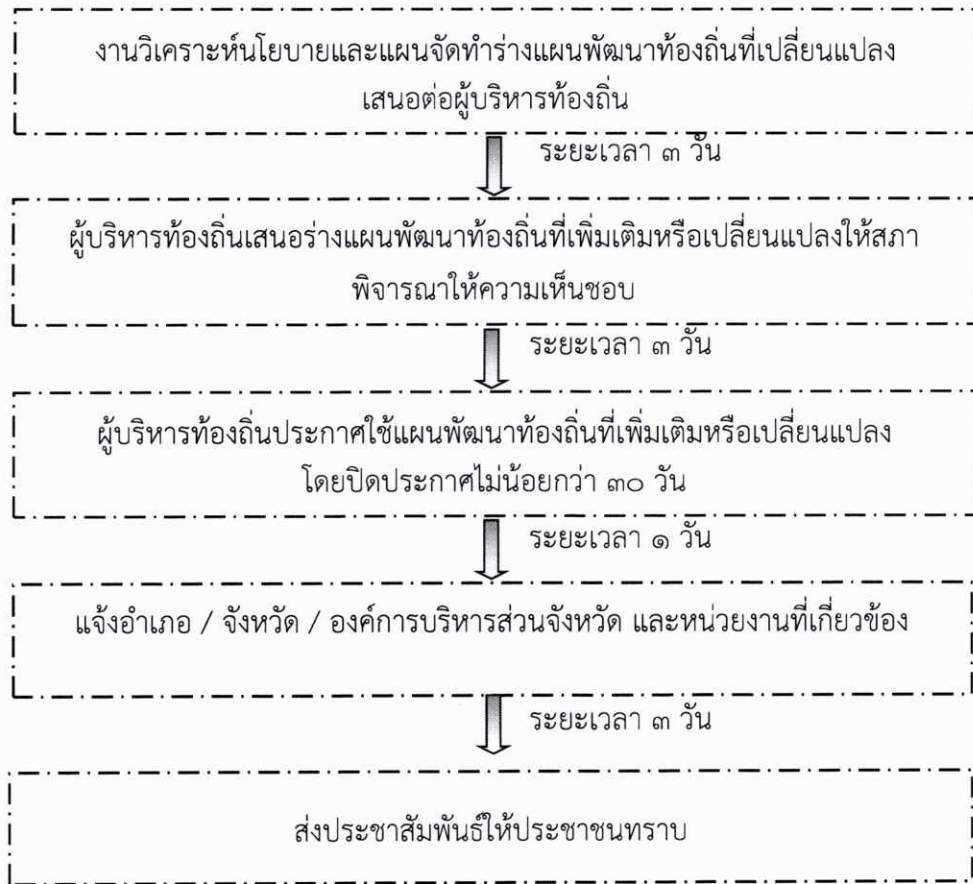 งานวิเคราะห์นโยบายและแผนจัดทำร่างแผนพัฒนาท้องถิ่นที่เปลี่ยนแปลง
เสนอต่อผู้บริหารท้องถิ่น
ระยะเวลา ๓ วัน
ผู้บริหารท้องถิ่นเสนอร่างแผนพัฒนาท้องถิ่นที่เพิ่มเติมหรือเปลี่ยนแปลงให้สภา
พิจารณาให้ความเห็นชอบ
ระยะเวลา ๓ วัน
ผู้บริหารท้องถิ่นประกาศใช้แผนพัฒนาท้องถิ่นที่เพิ่มเติมหรือเปลี่ยนแปลง
โดยปิดประกาศไม่น้อยกว่า ๓๐ วัน
ระยะเวลา ๑ วัน
แจ้งอำเภอ / จังหวัด / องค์การบริหารส่วนจังหวัด และหน่วยงานที่เกี่ยวข้อง
ระยะเวลา ๓ วัน
ส่งประชาสัมพันธ์ให้ประชาชนทราบ